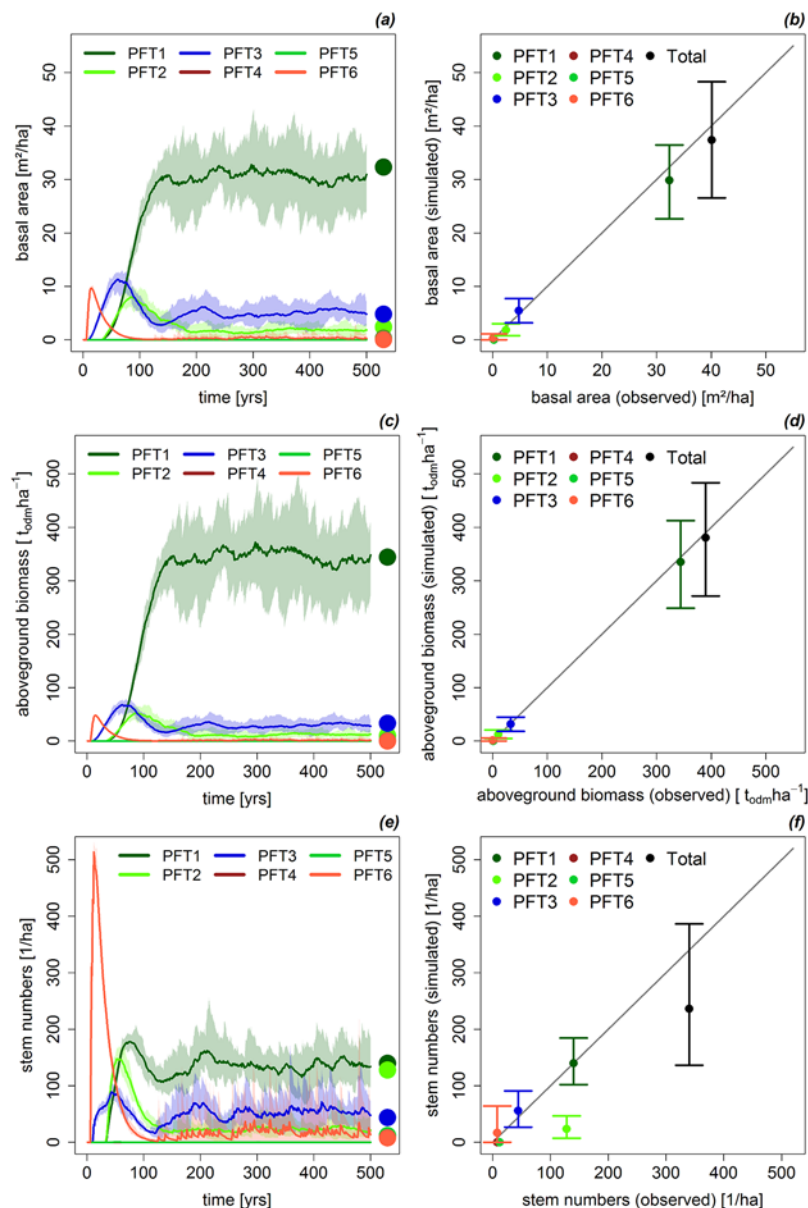 (a)
PFT1 PFT3 PFT5
PFT2 PFT4 PFT6
basal area [m²/ha]
0 10 20 30 40 50
0 100 200 300 400 500
time [yrs]
(b)
PFT1 PFT4 Total
PFT2 PFT5
PFT3 PFT6
basal area (simulated) [m²/ha]
0 10 20 30 40 50
0 10 20 30 40 50
basal area (observed) [m²/ha]
(c)
PFT1 PFT3 PFT5
PFT2 PFT4 PFT6
aboveground biomass [ t_odm ha⁻¹]
0 100 200 300 400 500
0 100 200 300 400 500
time [yrs]
(d)
PFT1 PFT4 Total
PFT2 PFT5
PFT3 PFT6
aboveground biomass (simulated) [ t_odm ha⁻¹]
0 100 200 300 400 500
0 100 200 300 400 500
aboveground biomass (observed) [ t_odm ha⁻¹]
(e)
PFT1 PFT3 PFT5
PFT2 PFT4 PFT6
stem numbers [1/ha]
0 100 200 300 400 500
0 100 200 300 400 500
time [yrs]
(f)
PFT1 PFT4 Total
PFT2 PFT5
PFT3 PFT6
stem numbers (simulated) [1/ha]
0 100 200 300 400 500
0 100 200 300 400 500
stem numbers (observed) [1/ha]